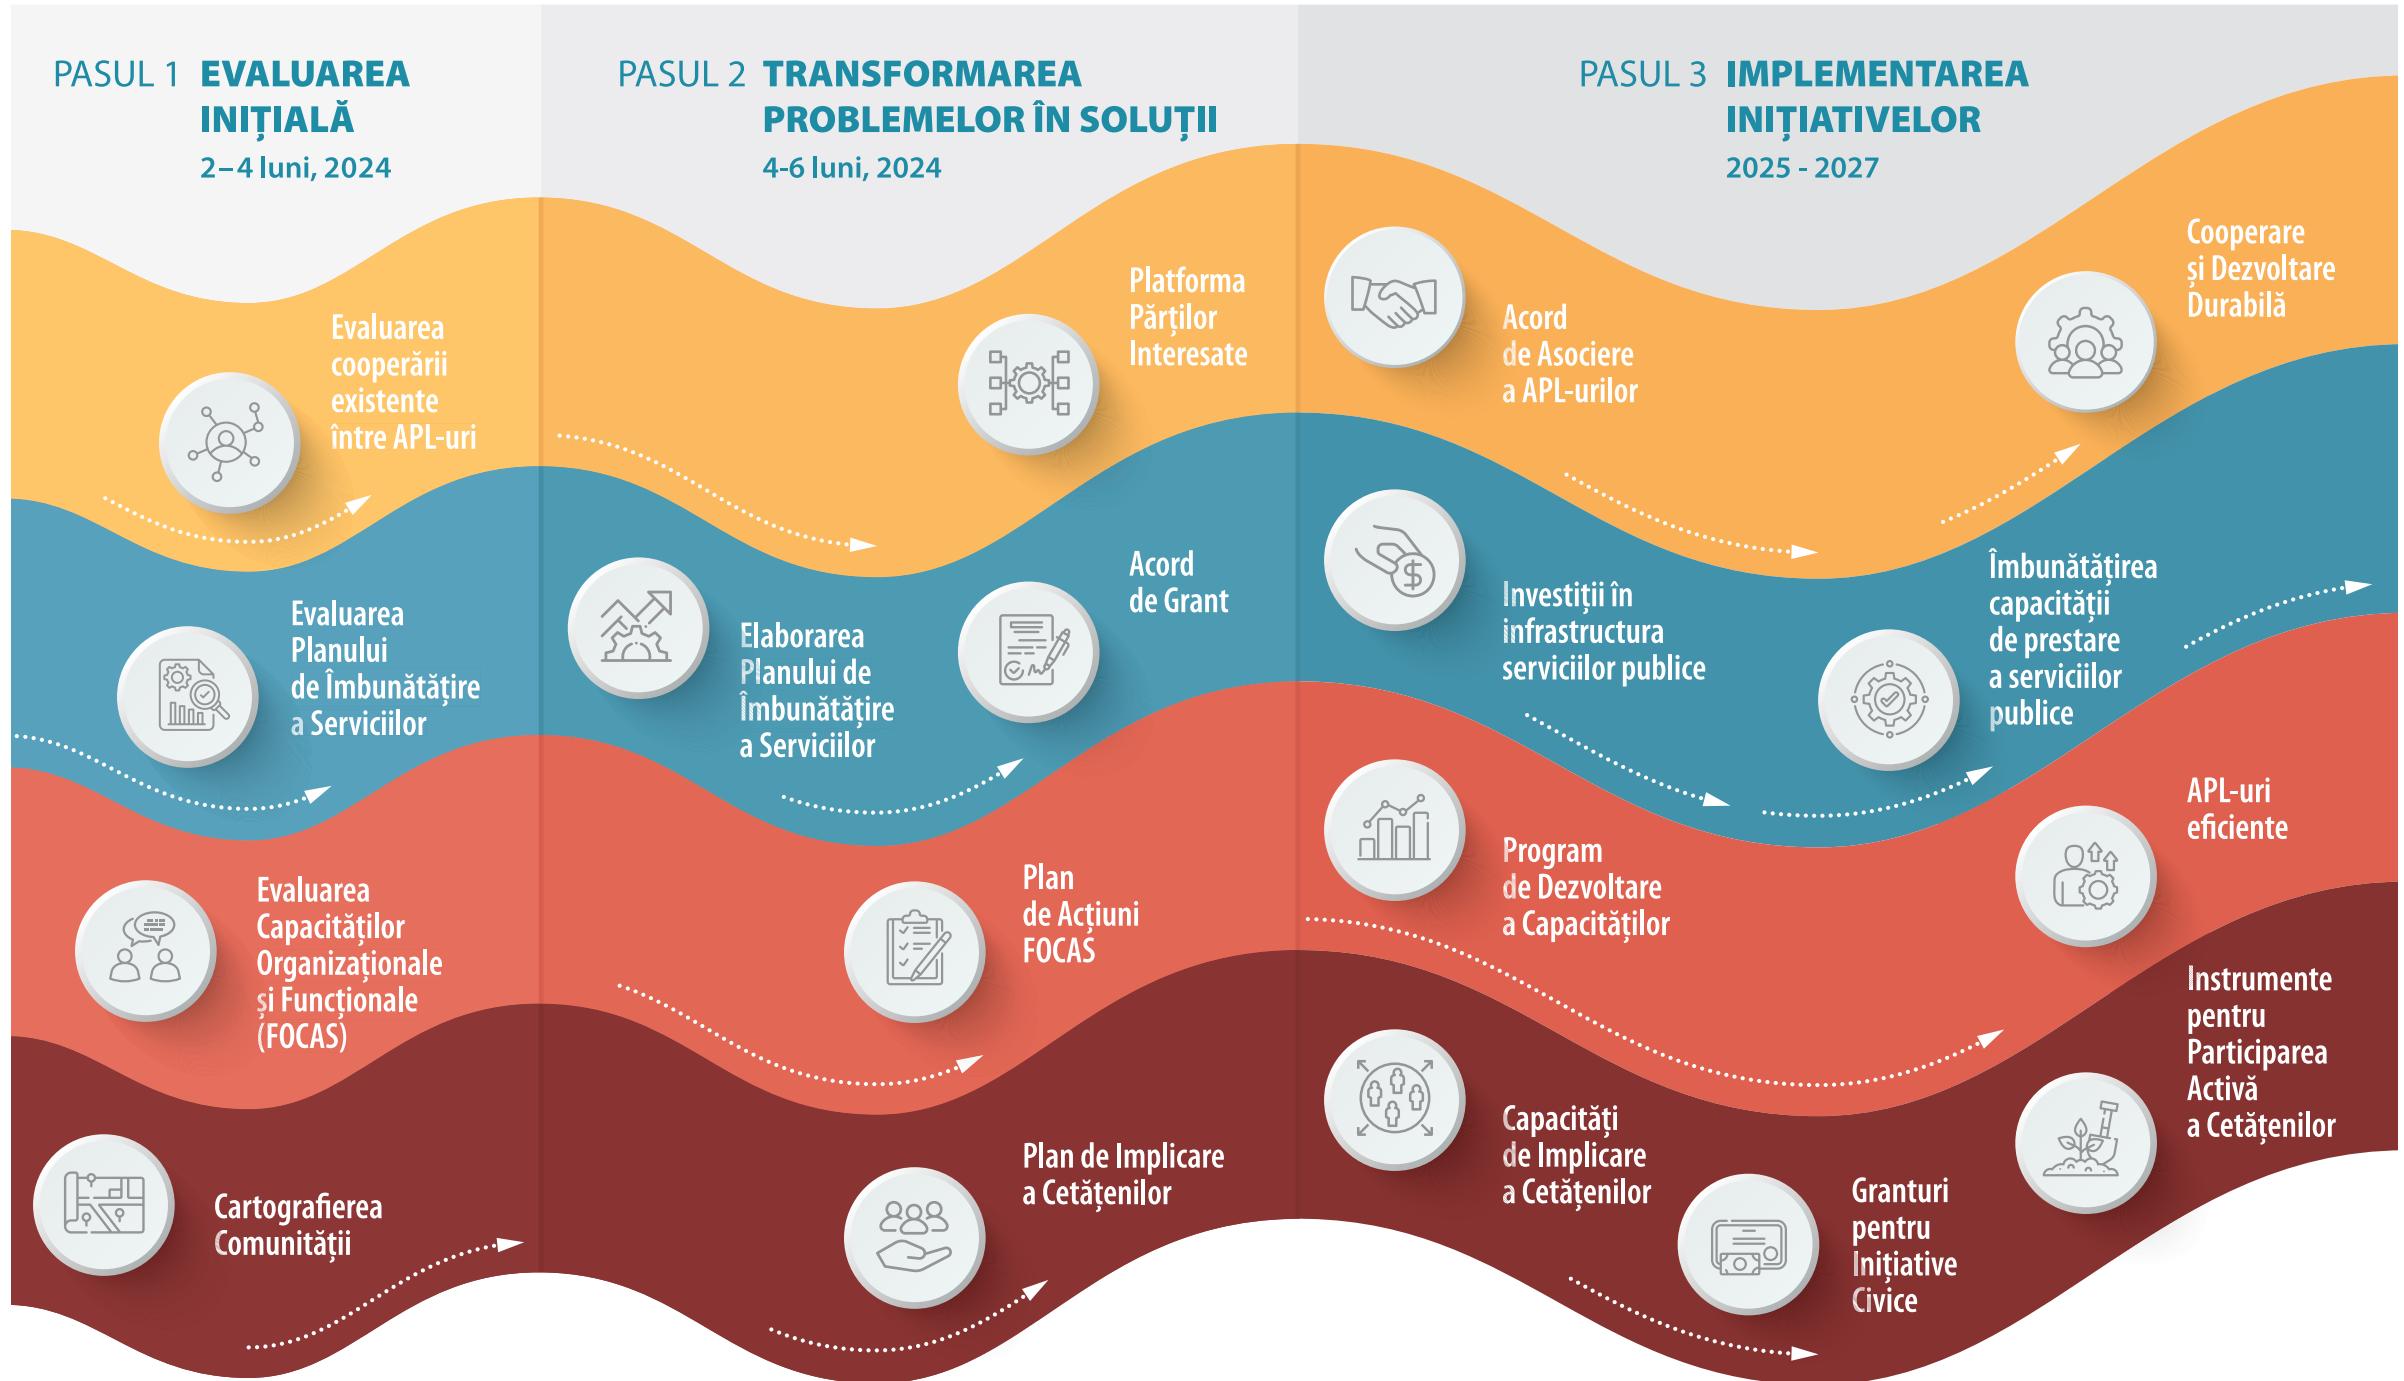 PASUL 1 EVALUAREA
INIȚIALĂ
2–4 luni, 2024
Evaluarea
cooperării
existente
între APL-uri
Evaluarea
Planului
de Îmbunătățire
a Serviciilor
Evaluarea
Capacităților
Organizaționale
și Funcționale
(FOCAS)
Cartografierea
Comunității
PASUL 2 TRANSFORMAREA
PROBLEMELOR ÎN SOLUȚII
4-6 luni, 2024
Platforma
Părților
Interesate
Elaborarea
Planului de
Îmbunătățire
a Serviciilor
Acord
de Grant
Plan
de Acțiuni
FOCAS
Plan de Implicare
a Cetățenilor
PASUL 3 IMPLEMENTAREA
INIȚIATIVELOR
2025 - 2027
Acord
de Asociere
a APL-urilor
Cooperare
și Dezvoltare
Durabilă
Investiții în
infrastructura
serviciilor publice
Îmbunătățirea
capacității
de prestare
a serviciilor
publice
Program
de Dezvoltare
a Capacităților
APL-uri
eficiente
Capacități
de Implicare
a Cetățenilor
Granturi
pentru
Inițiative
Civice
Instrumente
pentru
Participarea
Activă
a Cetățenilor